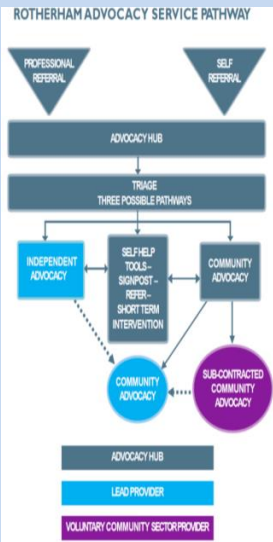 ROTHERHAM ADVOCACY SERVICE PATHWAY
PROFESSIONAL
REFERRAL
SELF
REFERRAL
ADVOCACY HUB
TRIAGE
THREE POSSIBLE PATHWAYS
INDEPENDENT
ADVOCACY
SELF HELP
TOOLS –
SIGNPOST –
REFER –
SHORT TERM
INTERVENTION
COMMUNITY
ADVOCACY
COMMUNITY
ADVOCACY
SUB-CONTRACTED
COMMUNITY
ADVOCACY
ADVOCACY HUB
LEAD PROVIDER
VOLUNTARY COMMUNITY SECTOR PROVIDER